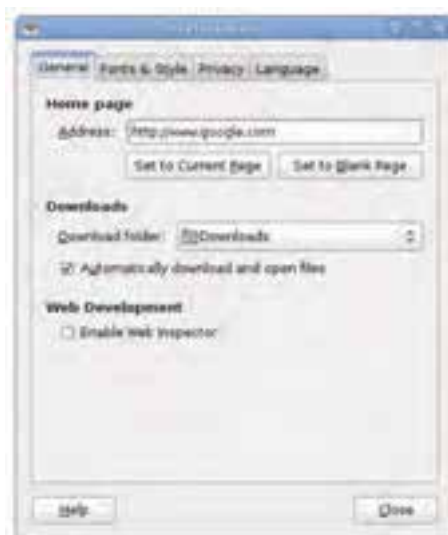 General Fonts & Style Privacy Language
Home page
Address: http://www.google.com
Set to Current Page Set to Blank Page
Downloads
Download folder: Downloads
Automatically download and open files
Web Development
Enable Web Inspector
Help Close